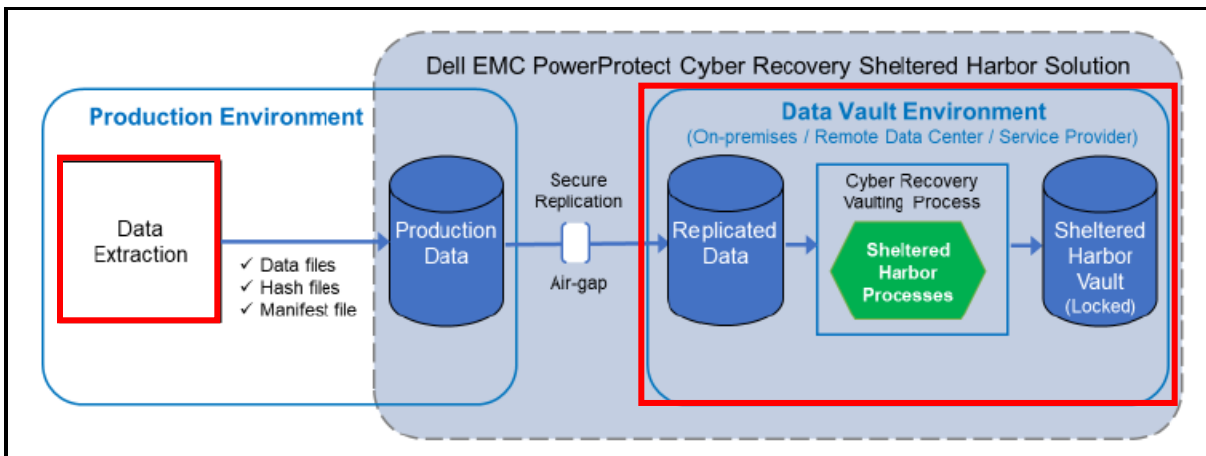 Dell EMC PowerProtect Cyber Recovery Sheltered Harbor Solution
Production Environment
Data
Extraction
✓ Data files
✓ Hash files
✓ Manifest file
Production
Data
Secure
Replication
Air-gap
Data Vault Environment
(On-premises / Remote Data Center / Service Provider)
Replicated
Data
Cyber Recovery
Vaulting Process
Sheltered
Harbor
Processes
Sheltered
Harbor
Vault
(Locked)